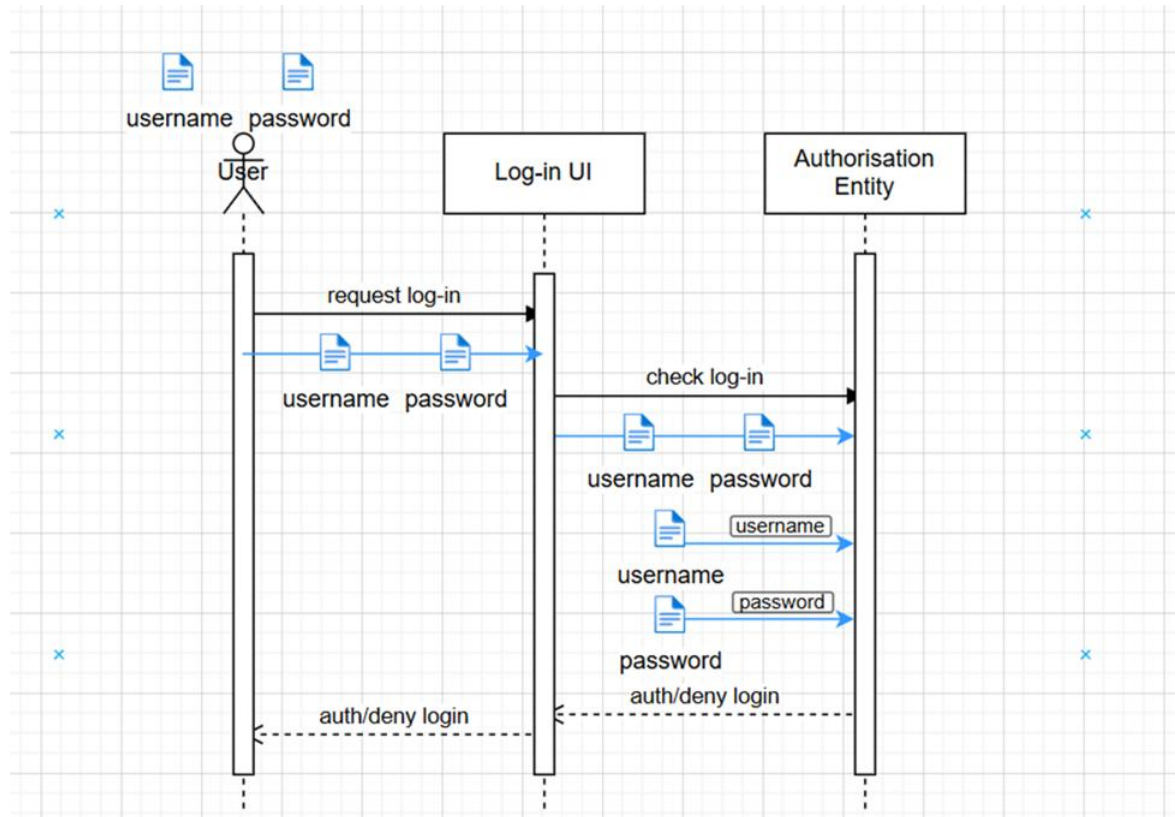 username password
User
Log-in UI
Authorisation
Entity
request log-in
username password
check log-in
username password
username
username
password
password
auth/deny login
auth/deny login